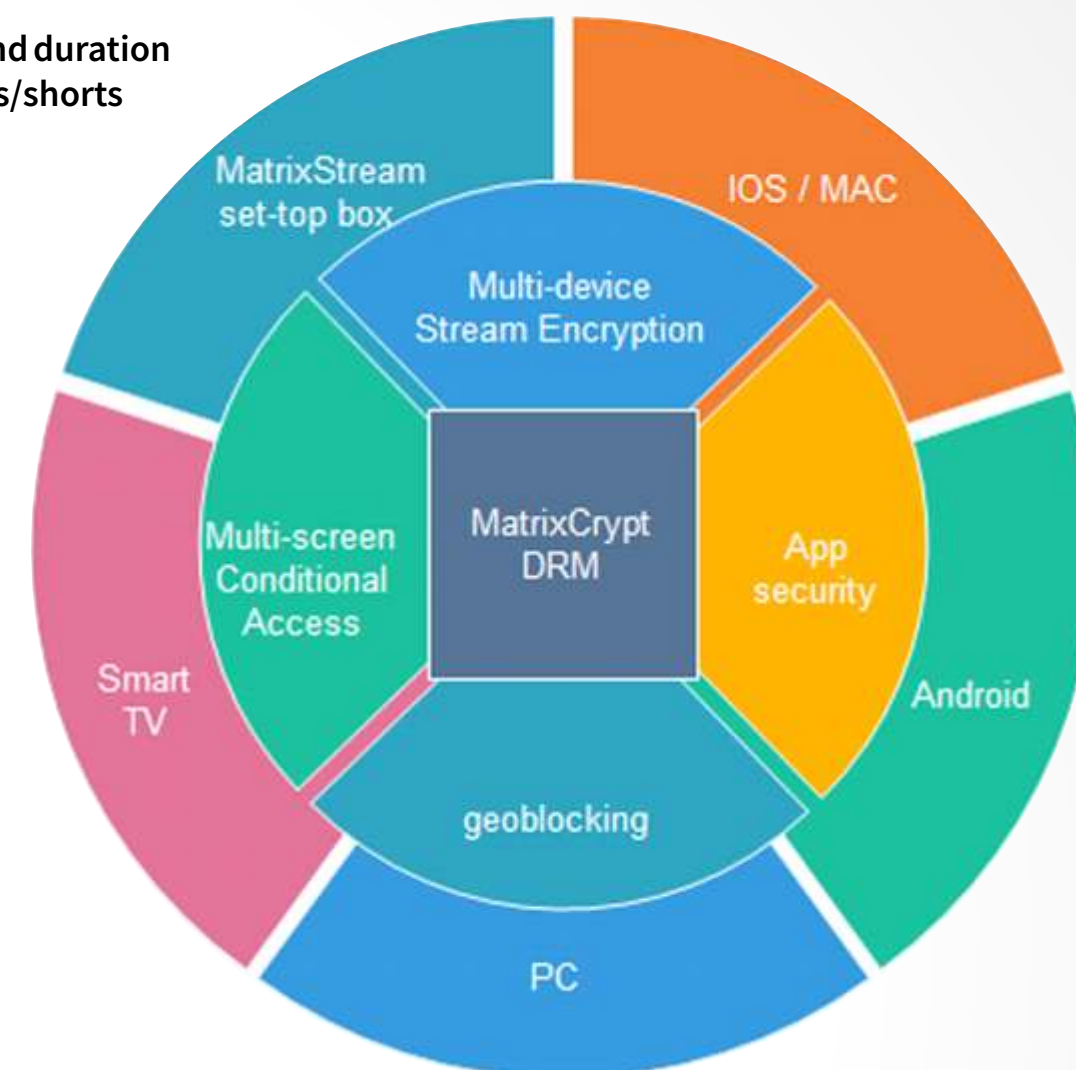 nd duration
s/shorts
MatrixStream
set-top box
IOS / MAC
Multi-device
Stream Encryption
Multi-screen
Conditional
Access
MatrixCrypt
DRM
App
security
Smart
TV
Android
geoblocking
PC